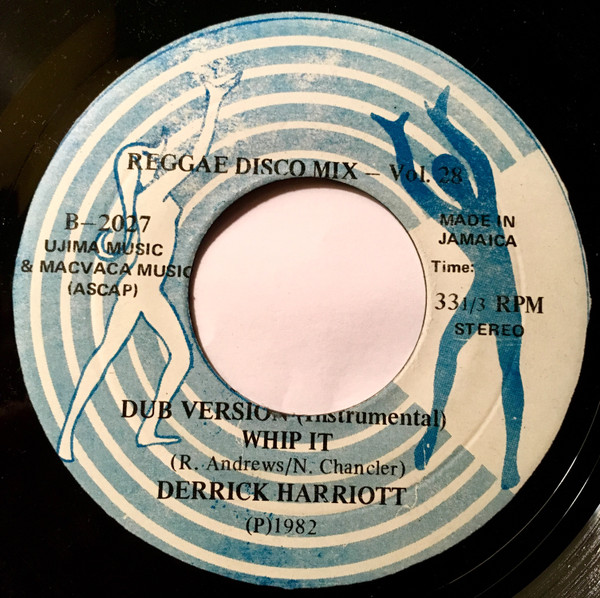 REGGAE DISCO MIX – Vol. 28
B–2027
UJIMA MUSIC
& MACVACA MUSIC
(ASCAP)
MADE IN
JAMAICA
Time:
33 1/3 RPM
STEREO
DUB VERSION (Instrumental)
WHIP IT
(R. Andrews/N. Chancler)
DERRICK HARRIOTT
(P)1982